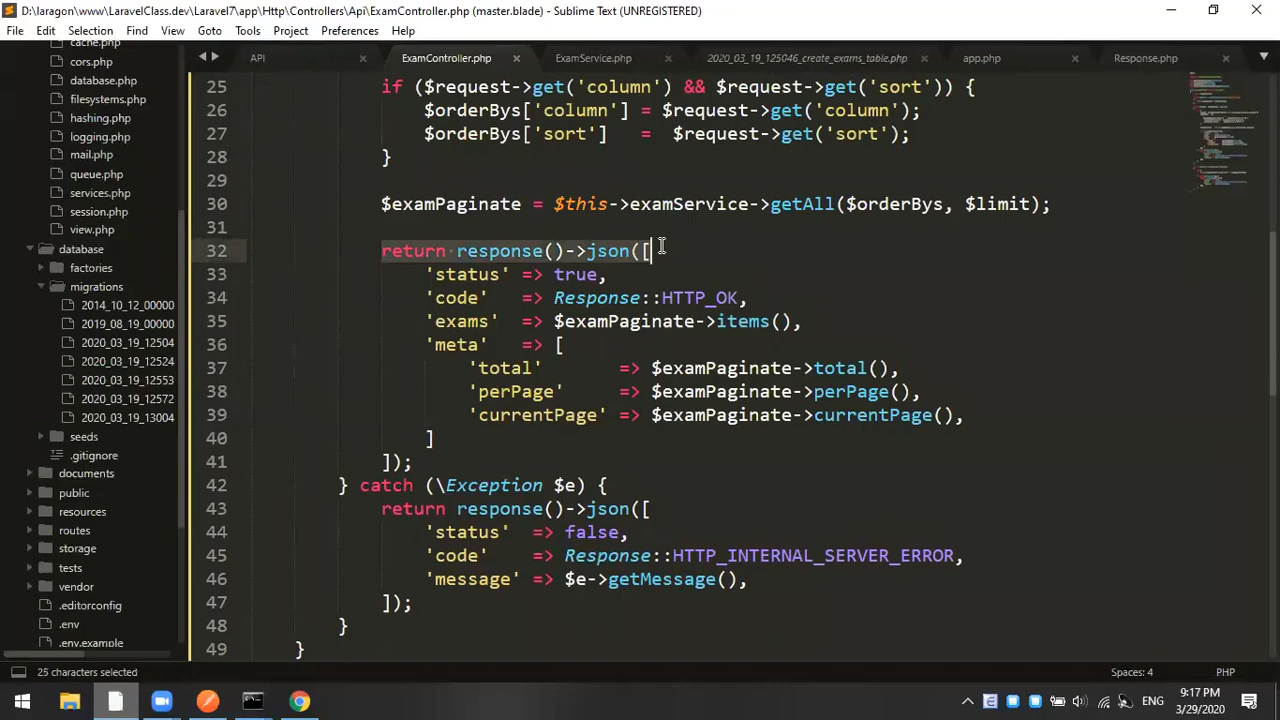 D:\laragon\www\LaravelClass.dev\Laravel7\app\Http\Controllers\Api\ExamController.php (master.blade) - Sublime Text (UNREGISTERED)
File Edit Selection Find View Goto Tools Project Preferences Help
API ExamController.php ExamService.php 2020_03_19_125046_create_exams_table.php app.php Response.php
cache.php
cors.php
database.php
filesystems.php
hashing.php
logging.php
mail.php
queue.php
services.php
session.php
view.php
database
factories
migrations
2014_10_12_00000
2019_08_19_00000
2020_03_19_12504
2020_03_19_12524
2020_03_19_12553
2020_03_19_12572
2020_03_19_13004
seeds
.gitignore
documents
public
resources
routes
storage
tests
vendor
.editorconfig
.env
.env.example
25 if ($request->get('column') && $request->get('sort')) {
26 $orderBys['column'] = $request->get('column');
27 $orderBys['sort'] = $request->get('sort');
28 }
29
30 $examPaginate = $this->examService->getAll($orderBys, $limit);
31
32 return response()->json([
33 'status' => true,
34 'code' => Response::HTTP_OK,
35 'exams' => $examPaginate->items(),
36 'meta' => [
37 'total' => $examPaginate->total(),
38 'perPage' => $examPaginate->perPage(),
39 'currentPage' => $examPaginate->currentPage(),
40 ]
41 ]);
42 } catch (\Exception $e) {
43 return response()->json([
44 'status' => false,
45 'code' => Response::HTTP_INTERNAL_SERVER_ERROR,
46 'message' => $e->getMessage(),
47 ]);
48 }
49 }
25 characters selected Spaces: 4 PHP
ENG 9:17 PM
3/29/2020